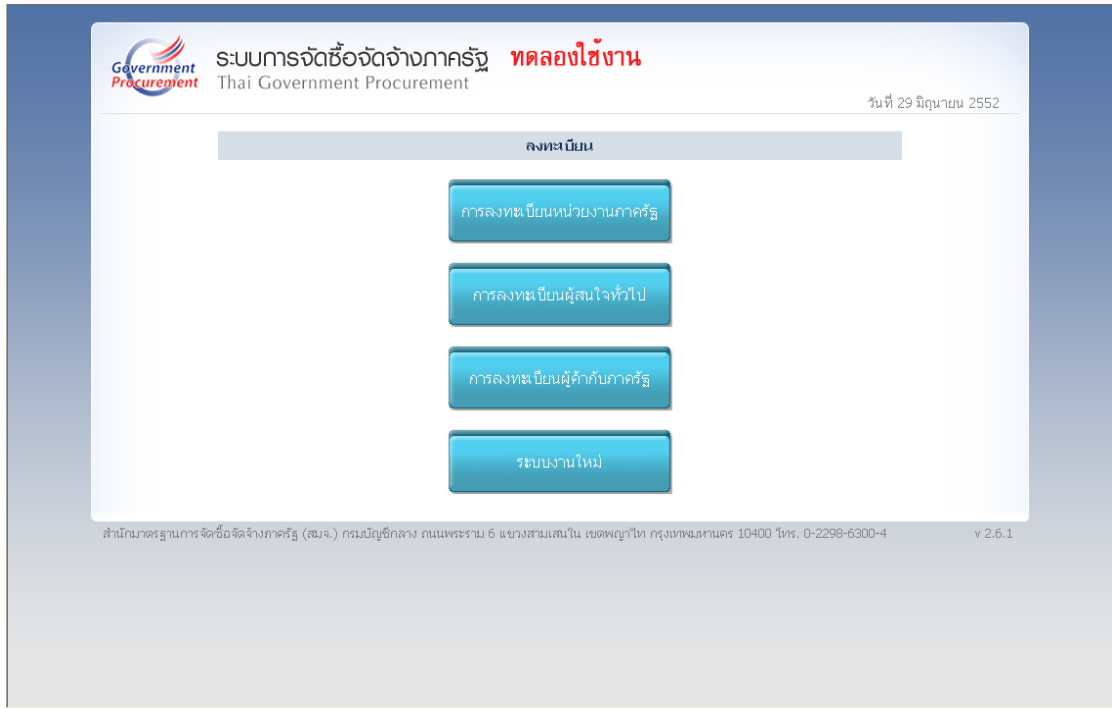 Government
Procurement
ระบบการจัดซื้อจัดจ้างภาครัฐ ทดลองใช้งาน
Thai Government Procurement
วันที่ 29 มิถุนายน 2552
ลงทะเบียน
การลงทะเบียนหน่วยงานภาครัฐ
การลงทะเบียนผู้สนใจทั่วไป
การลงทะเบียนผู้ค้ากับภาครัฐ
ระบบงานใหม่
สำนักมาตรฐานการจัดซื้อจัดจ้างภาครัฐ (สมจ.) กรมบัญชีกลาง ถนนพระราม 6 แขวงสามเสนใน เขตพญาไท กรุงเทพมหานคร 10400 โทร. 0-2298-6300-4 v 2.6.1